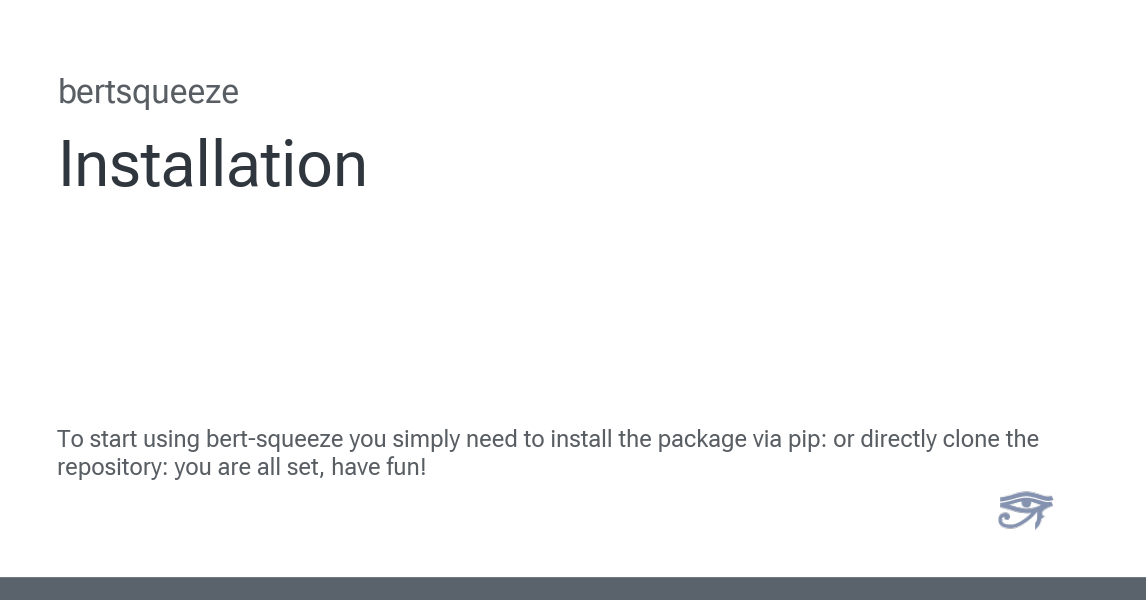 bertsqueeze
Installation
To start using bert-squeeze you simply need to install the package via pip: or directly clone the
repository: you are all set, have fun!